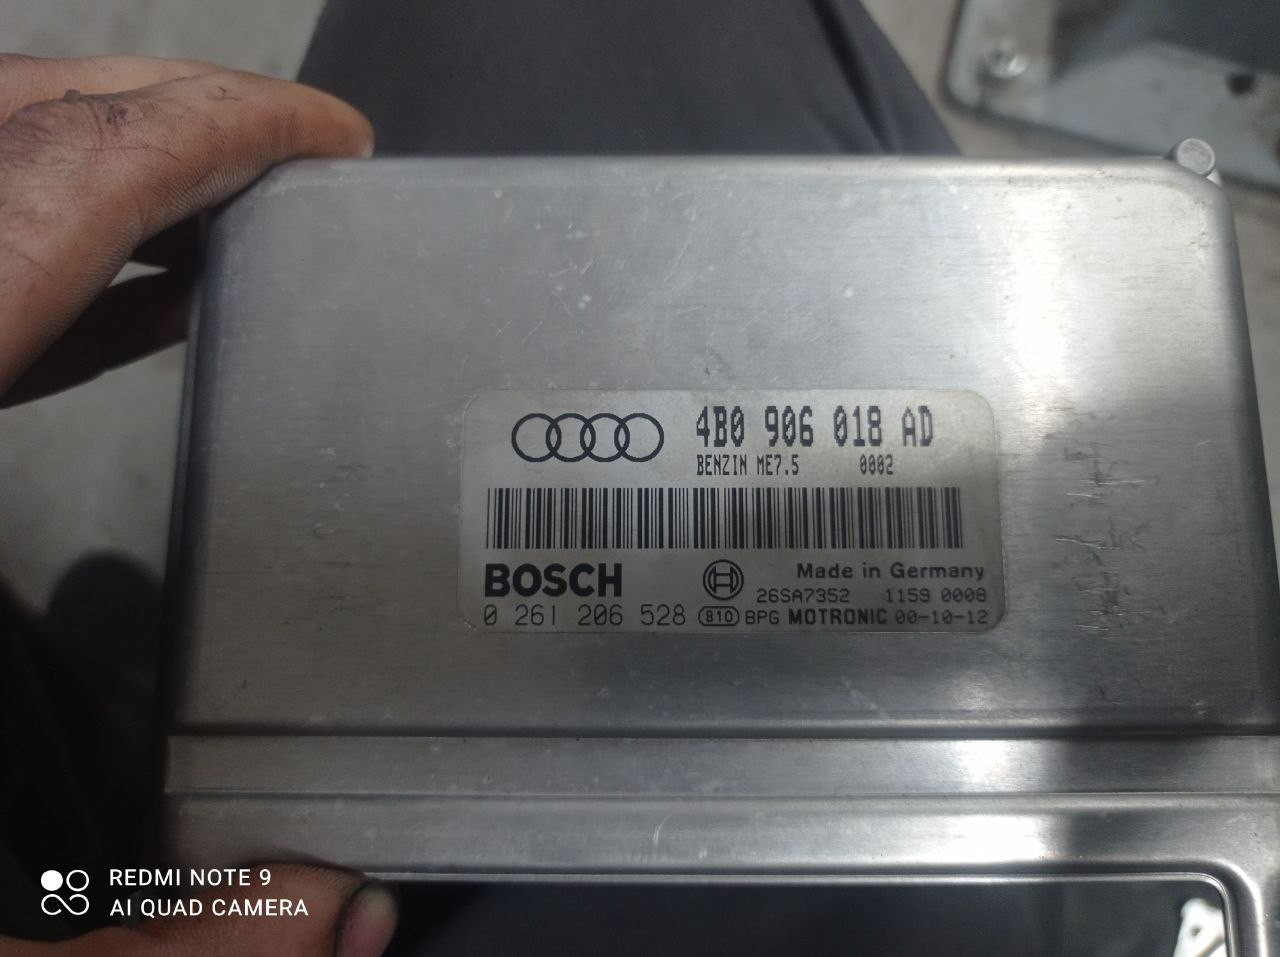 4B0 906 018 AD
BENZIN ME7.5 0002
BOSCH
Made in Germany
26SA7352 1159 0008
0 261 206 528 810 BPG MOTRONIC 00-10-12
REDMI NOTE 9
AI QUAD CAMERA